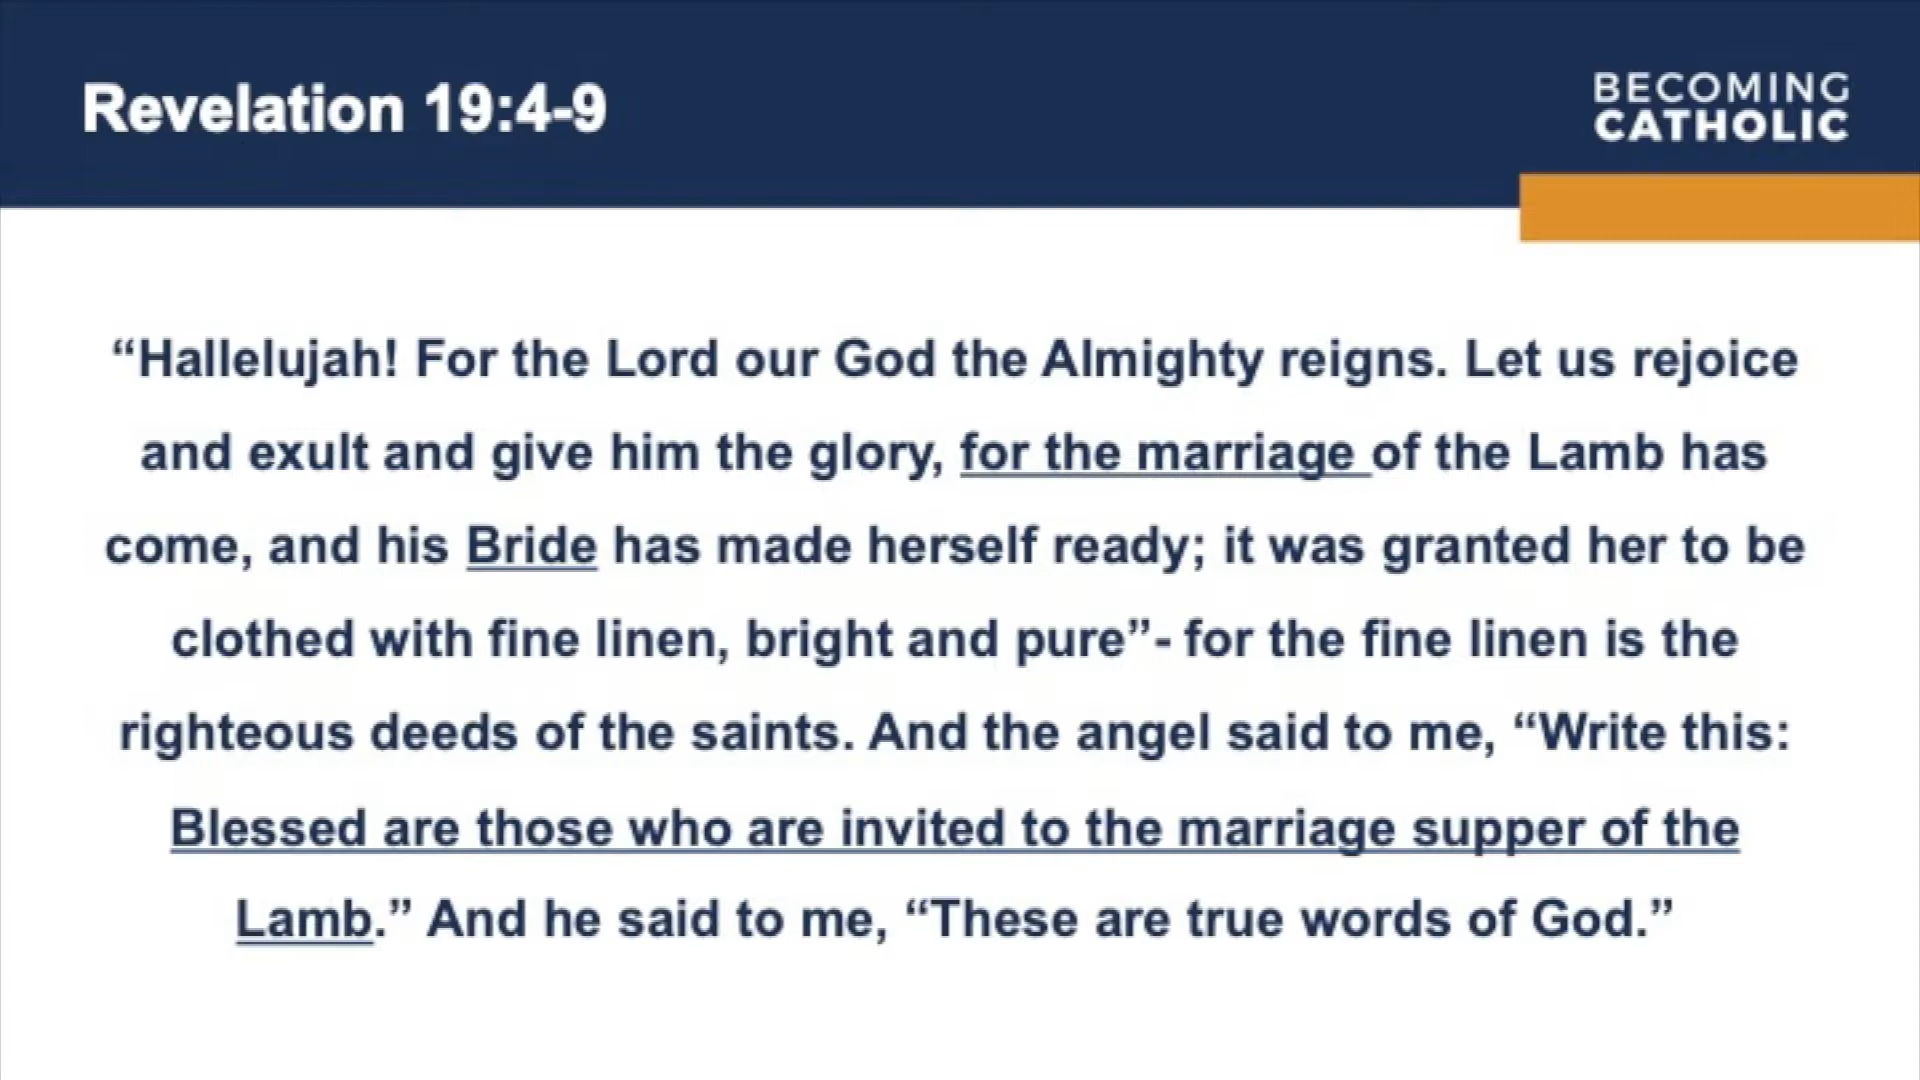 Revelation 19:4-9
BECOMING
CATHOLIC
“Hallelujah! For the Lord our God the Almighty reigns. Let us rejoice
and exult and give him the glory, for the marriage of the Lamb has
come, and his Bride has made herself ready; it was granted her to be
clothed with fine linen, bright and pure”- for the fine linen is the
righteous deeds of the saints. And the angel said to me, “Write this:
Blessed are those who are invited to the marriage supper of the
Lamb.” And he said to me, “These are true words of God.”